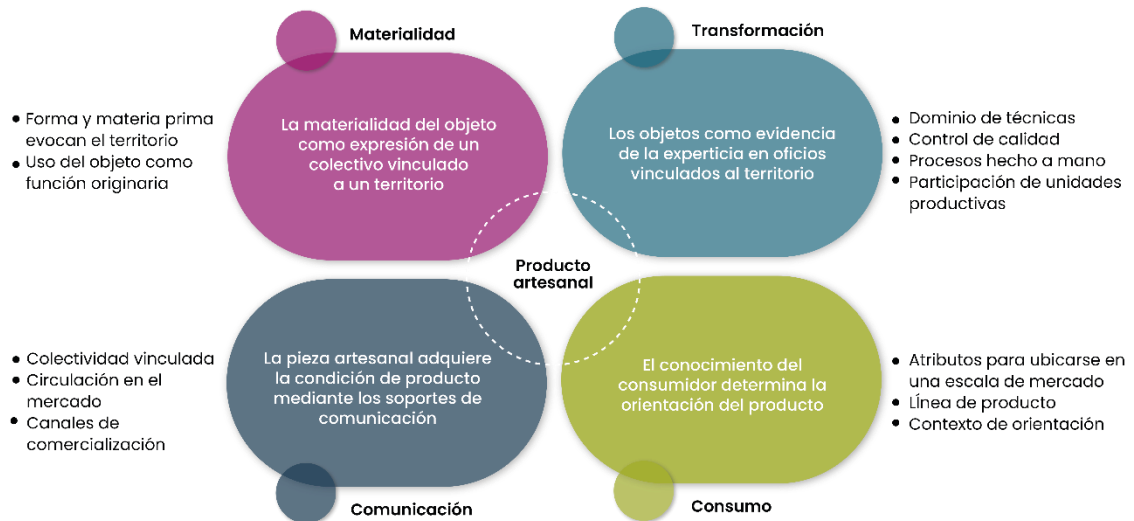 Materialidad
La materialidad del objeto
como expresión de un
colectivo vinculado
a un territorio
• Forma y materia prima
evocan el territorio
• Uso del objeto como
función originaria
Transformación
Los objetos como evidencia
de la experticia en oficios
vinculados al territorio
• Dominio de técnicas
• Control de calidad
• Procesos hecho a mano
• Participación de unidades
productivas
Producto
artesanal
• Colectividad vinculada
• Circulación en el
mercado
• Canales de
comercialización
La pieza artesanal adquiere
la condición de producto
mediante los soportes de
comunicación
Comunicación
El conocimiento del
consumidor determina la
orientación del producto
• Atributos para ubicarse en
una escala de mercado
• Línea de producto
• Contexto de orientación
Consumo